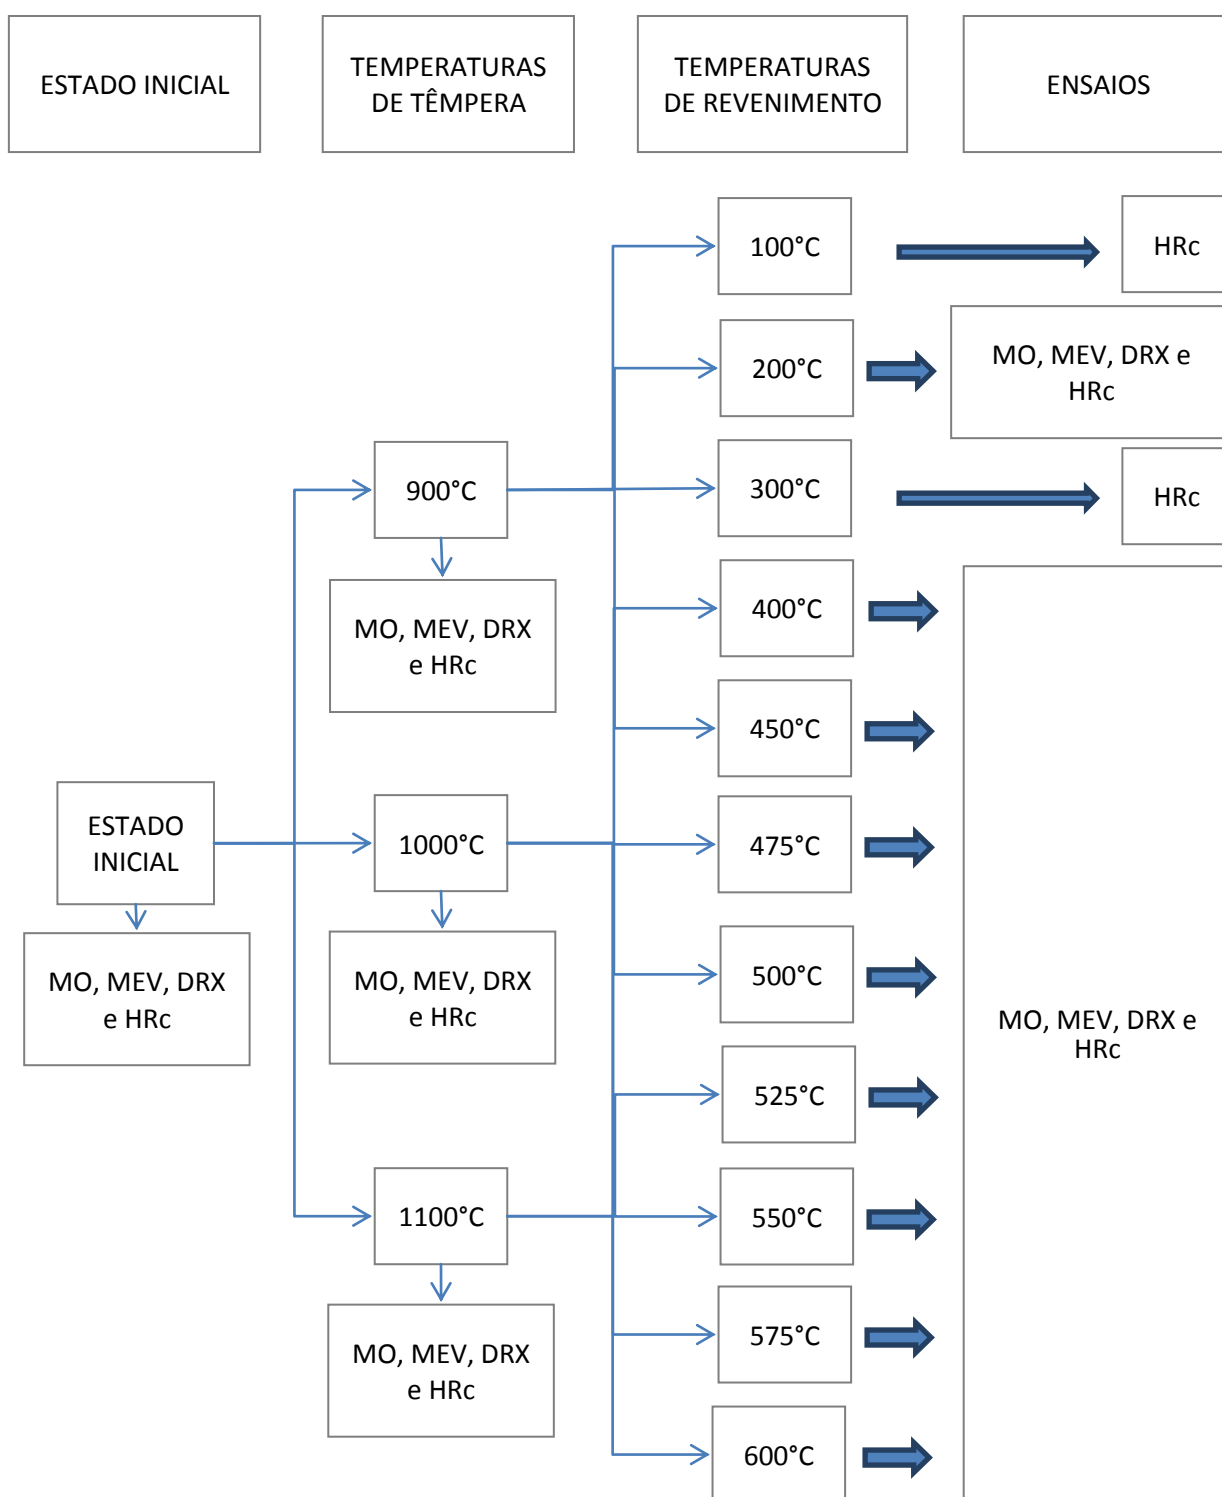 ESTADO INICIAL
TEMPERATURAS
DE TÊMPERA
TEMPERATURAS
DE REVENIMENTO
ENSAIOS
100°C
HRc
200°C
MO, MEV, DRX e
HRc
300°C
HRc
900°C
MO, MEV, DRX
e HRc
400°C
450°C
ESTADO
INICIAL
MO, MEV, DRX
e HRc
1000°C
MO, MEV, DRX
e HRc
475°C
500°C
525°C
MO, MEV, DRX e
HRc
1100°C
MO, MEV, DRX
e HRc
550°C
575°C
600°C